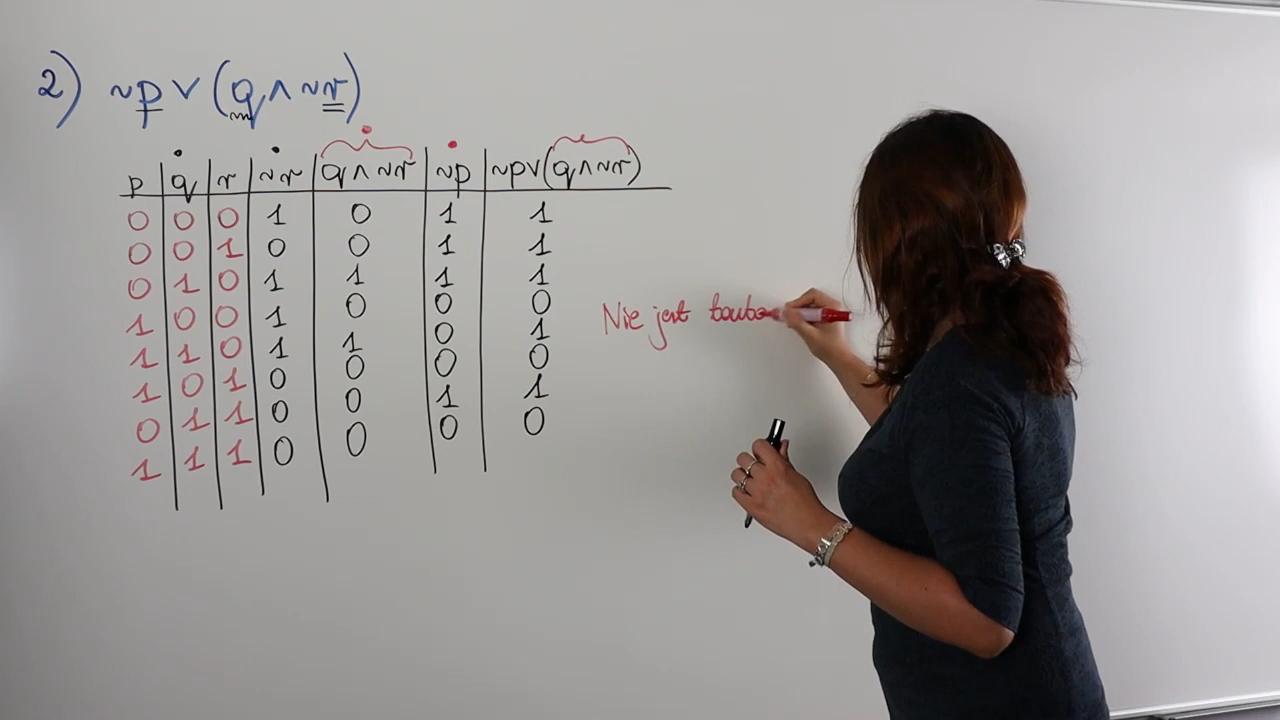 2) ~p ∨ (q ∧ ~r)
p q r ~r q ∧ ~r ~p ~p∨(q∧~r)
0 0 0 1 0 1 1
0 0 1 0 0 1 1
0 1 0 1 1 1 1
1 0 0 1 0 0 0
1 1 0 1 1 0 1
1 0 1 0 0 0 0
0 1 1 0 0 1 1
1 1 1 0 0 0 0
Nie jest tauto